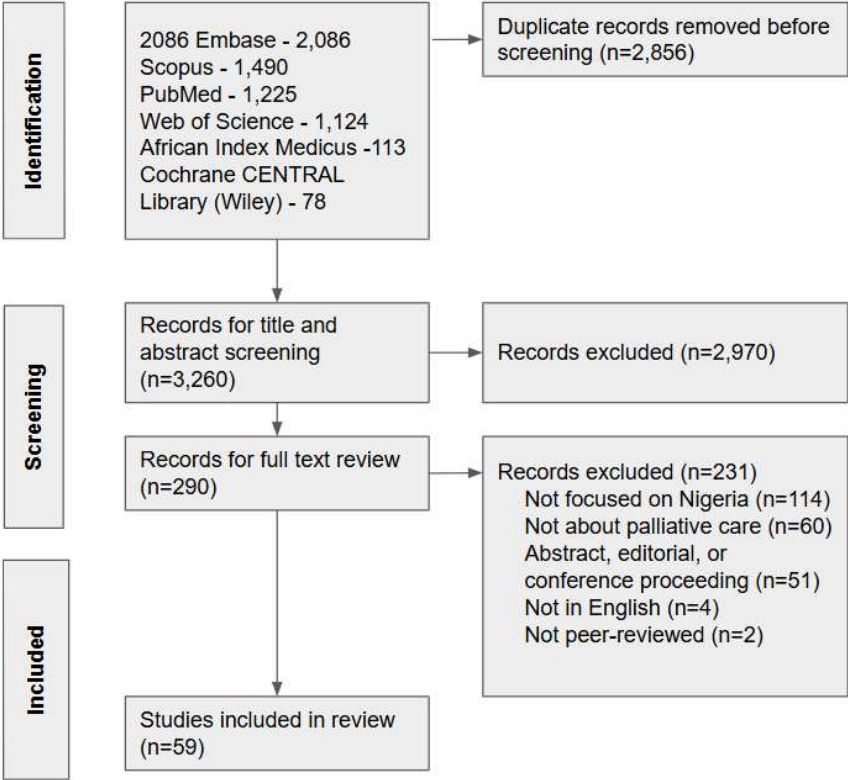 Identification
2086 Embase - 2,086
Scopus - 1,490
PubMed - 1,225
Web of Science - 1,124
African Index Medicus -113
Cochrane CENTRAL
Library (Wiley) - 78
Duplicate records removed before
screening (n=2,856)
Screening
Records for title and
abstract screening
(n=3,260)
Records excluded (n=2,970)
Records for full text review
(n=290)
Records excluded (n=231)
Not focused on Nigeria (n=114)
Not about palliative care (n=60)
Abstract, editorial, or
conference proceeding (n=51)
Not in English (n=4)
Not peer-reviewed (n=2)
Included
Studies included in review
(n=59)